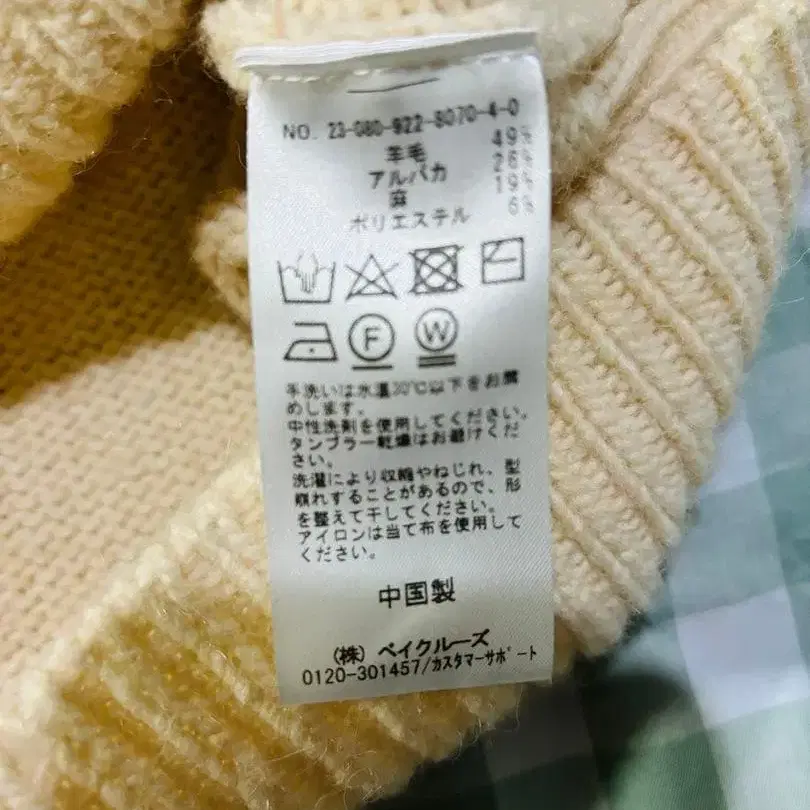 NO. 23-080-922-8070-4-0
羊毛 49%
アルパカ 26%
麻 19%
ポリエステル 6%
F W
手洗いは水温30℃以下をお薦
めします。
中性洗剤を使用してください。
タンブラー乾燥はお避けくだ
さい。
洗濯により収縮やねじれ、型
崩れすることがあるので、形
を整えて干してください。
アイロンは当て布を使用して
ください。
中国製
(株) ベイクルーズ
0120-301457/カスタマーサポート